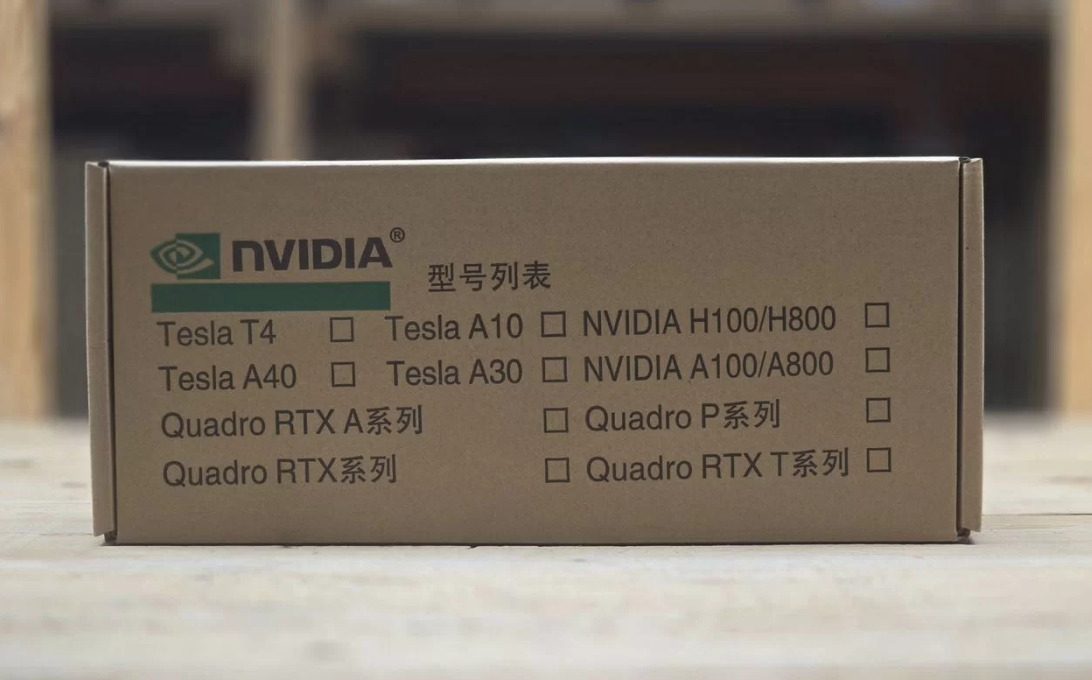 NVIDIA® 型号列表
Tesla T4 □ Tesla A10 □ NVIDIA H100/H800 □
Tesla A40 □ Tesla A30 □ NVIDIA A100/A800 □
Quadro RTX A系列 □ Quadro P系列 □
Quadro RTX系列 □ Quadro RTX T系列 □